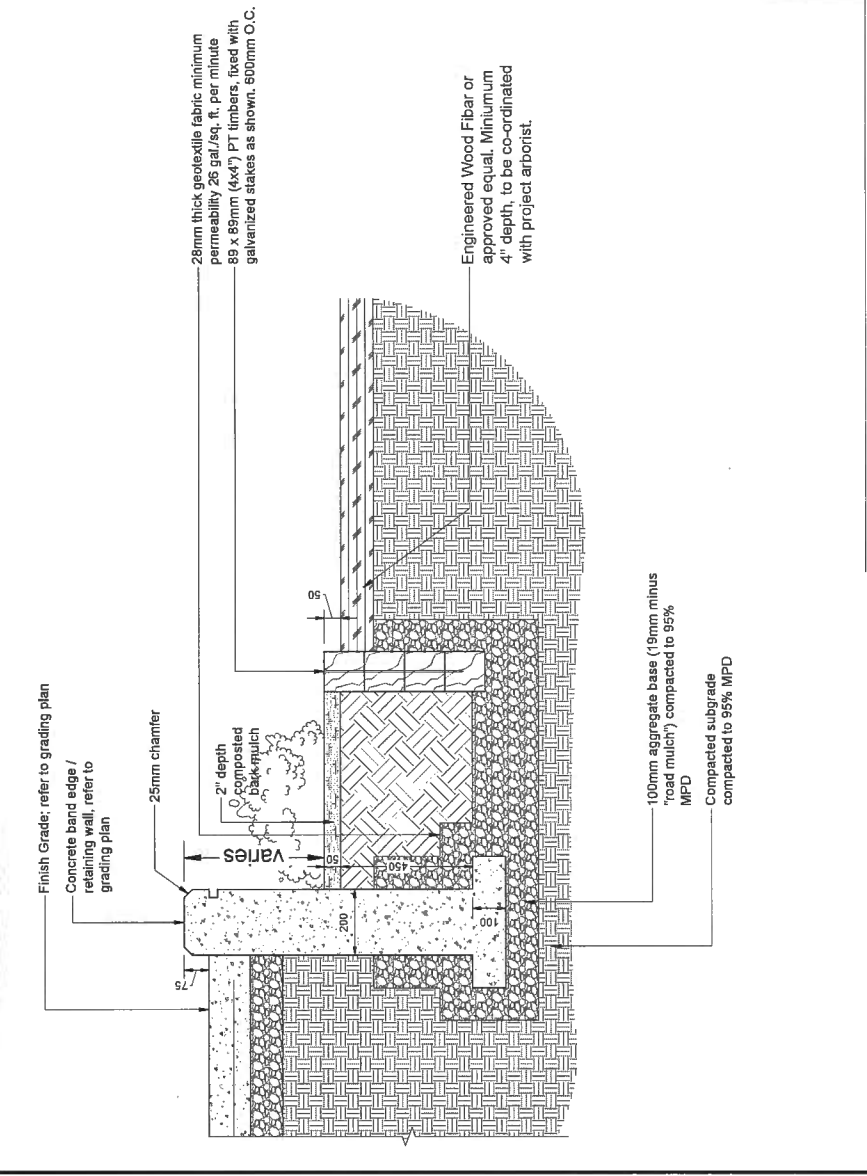 Finish Grade; refer to grading plan
Concrete band edge /
retaining wall, refer to
grading plan
25mm chamfer
2" depth
composted
bark mulch
28mm thick geotextile fabric minimum
permeability 26 gal./sq. ft. per minute
89 x 89mm (4x4") PT timbers, fixed with
galvanized stakes as shown. 600mm O.C.
Engineered Wood Fibar or
approved equal. Miniumum
4" depth, to be co-ordinated
with project arborist.
75
varies
50
450
200
100
50
100mm aggregate base (19mm minus
"road mulch") compacted to 95%
MPD
Compacted subgrade
compacted to 95% MPD